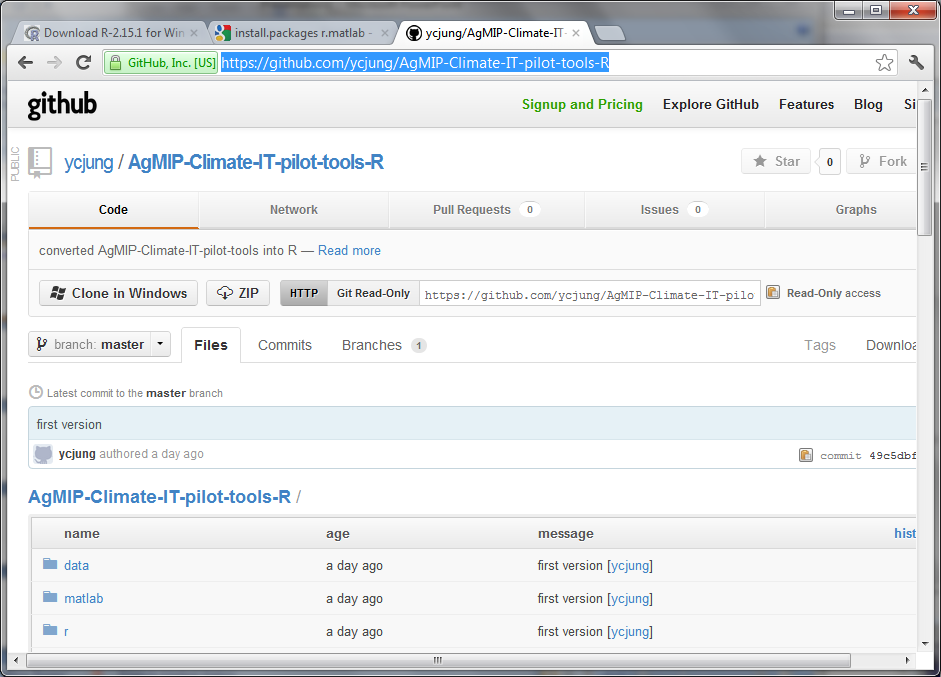 Download R-2.15.1 for Win
install.packages r.matlab -
ycjung/AgMIP-Climate-IT-
GitHub, Inc. [US] https://github.com/ycjung/AgMIP-Climate-IT-pilot-tools-R
github
Signup and Pricing Explore GitHub Features Blog Si
PUBLIC
ycjung / AgMIP-Climate-IT-pilot-tools-R
Star 0 Fork
Code Network Pull Requests 0 Issues 0 Graphs
converted AgMIP-Climate-IT-pilot-tools into R — Read more
Clone in Windows ZIP HTTP Git Read-Only https://github.com/ycjung/AgMIP-Climate-IT-pilo Read-Only access
branch: master Files Commits Branches 1 Tags Downloa
Latest commit to the master branch
first version
ycjung authored a day ago commit 49c5dbf
AgMIP-Climate-IT-pilot-tools-R /
name age message hist
data a day ago first version [ycjung]
matlab a day ago first version [ycjung]
r a day ago first version [ycjung]